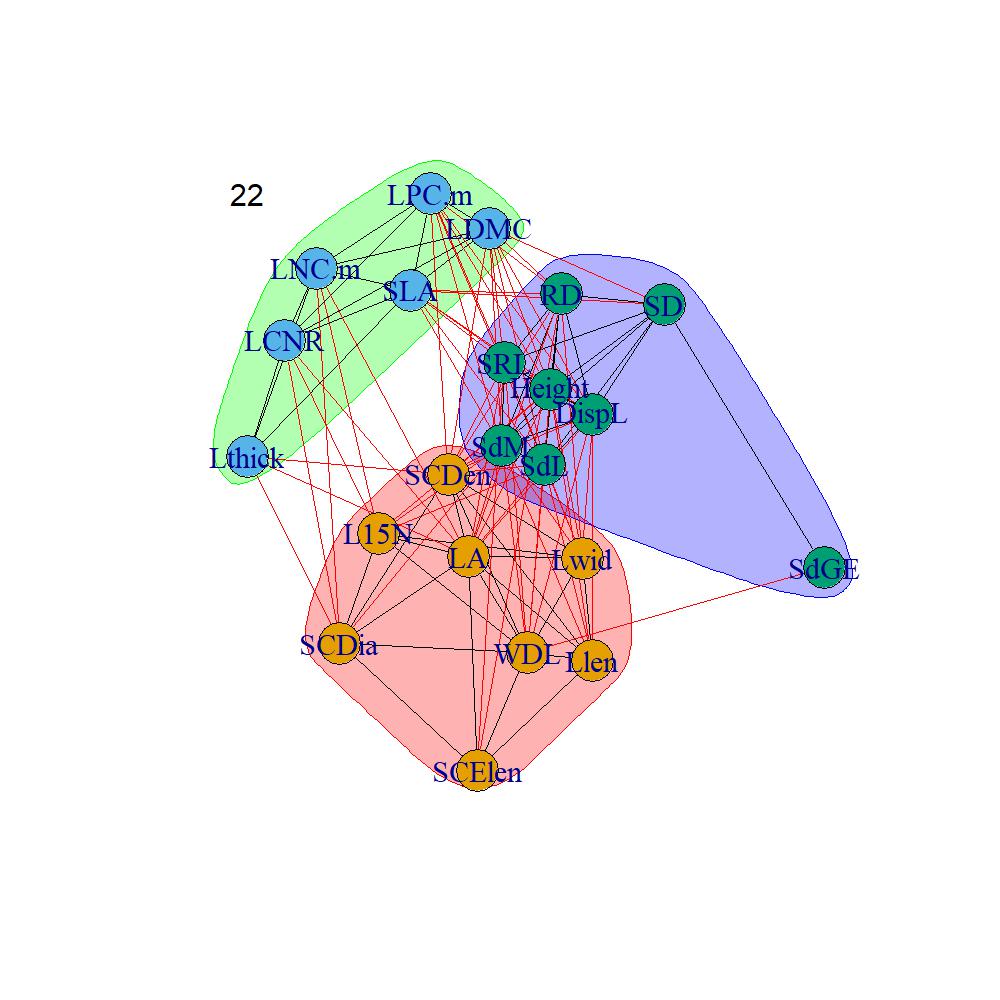 22
LPC.m
LDMC
LNC.m
SLA
RD
SD
LCNR
SRL
Height
DispL
SdM
Lthick
SdL
SCDen
L15N
LA
Lwid
SdGE
SCDia
WDL
Llen
SCElen